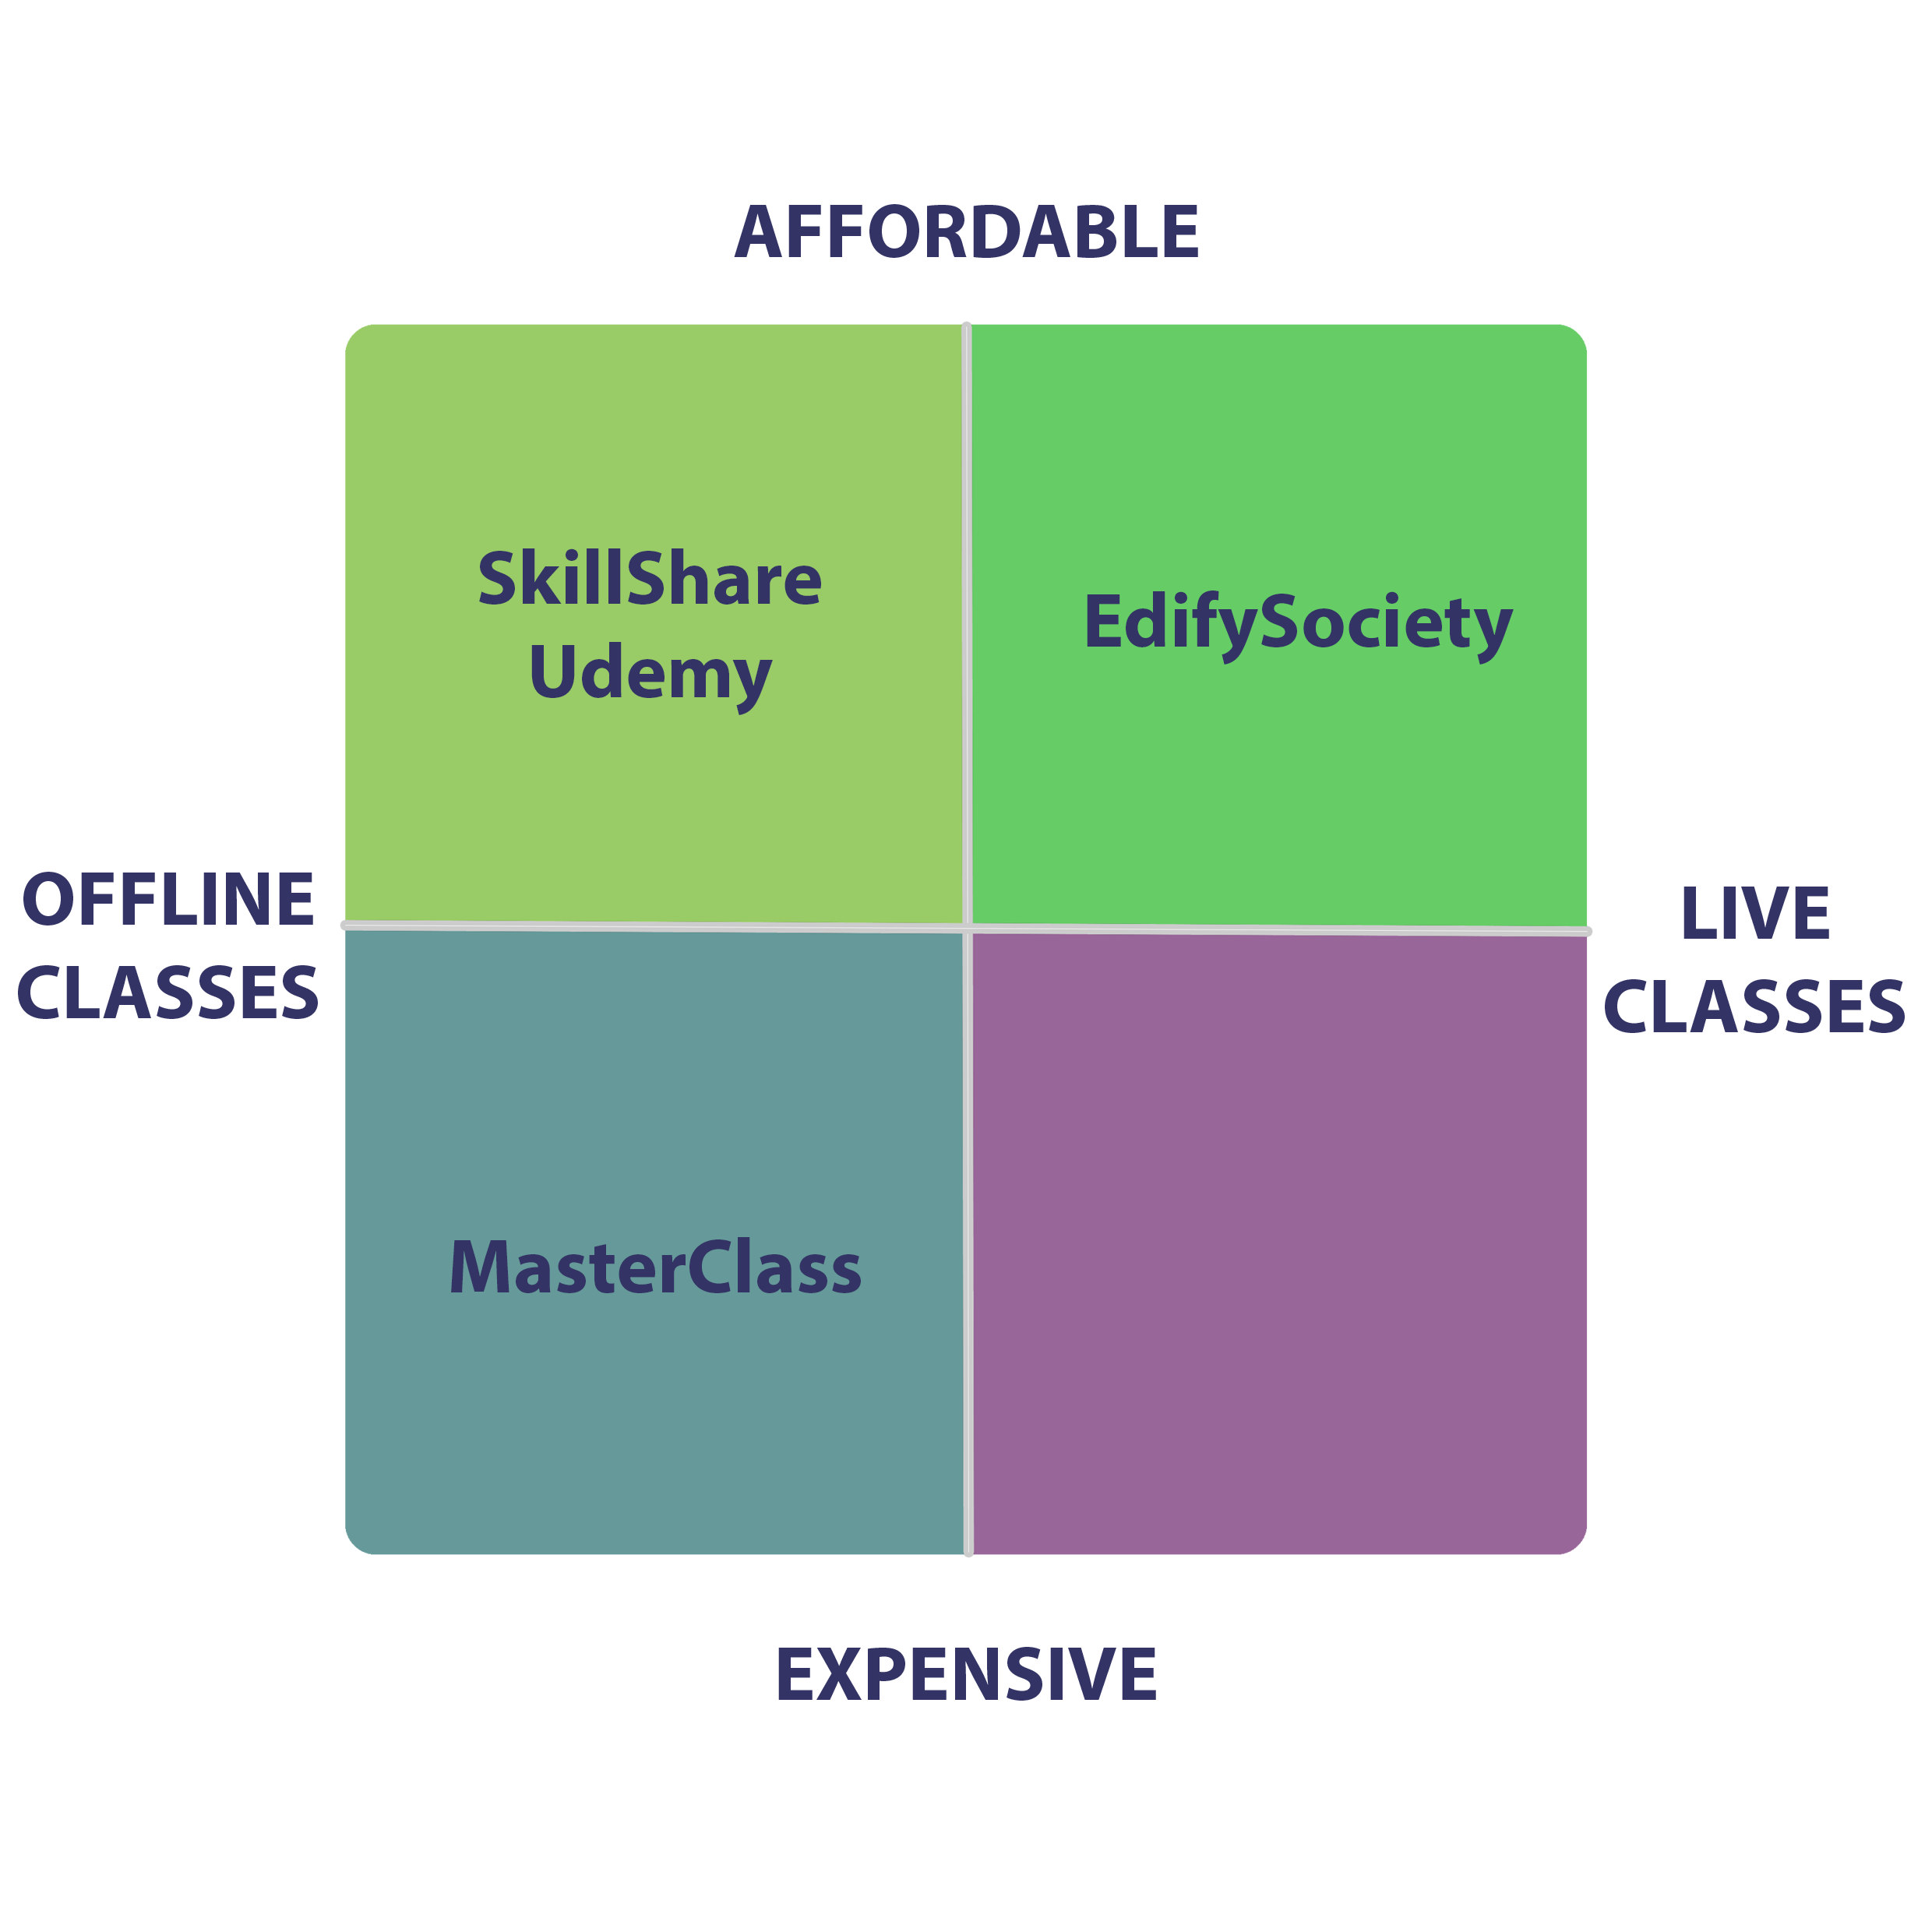 AFFORDABLE
SkillShare
Udemy
EdifySociety
OFFLINE
CLASSES
LIVE
CLASSES
MasterClass
EXPENSIVE